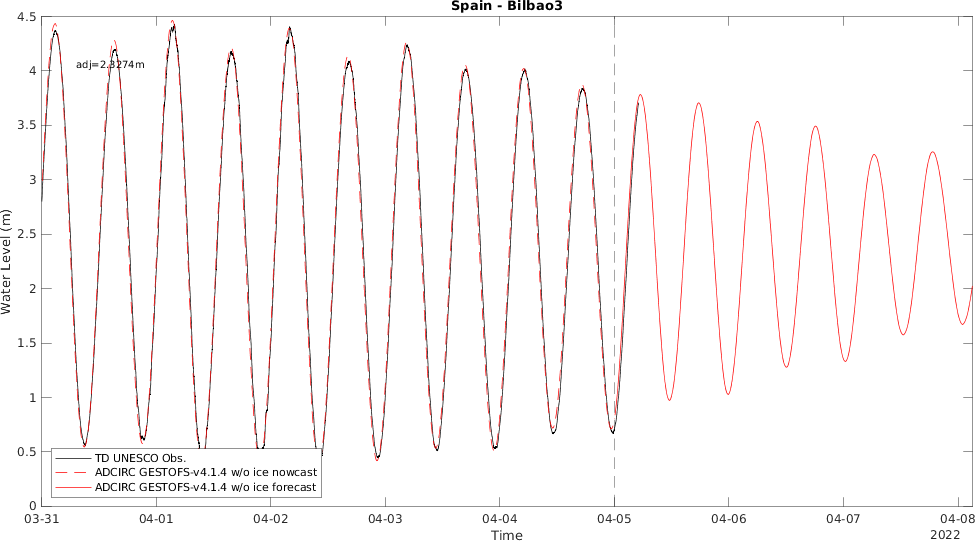 Spain - Bilbao3
4.5
4
3.5
3
2.5
2
1.5
1
0.5
0
Water Level (m)
adj=2.3274m
TD UNESCO Obs.
ADCIRC GESTOFS-v4.1.4 w/o ice nowcast
ADCIRC GESTOFS-v4.1.4 w/o ice forecast
03-31 04-01 04-02 04-03 04-04 04-05 04-06 04-07 04-08
Time
2022